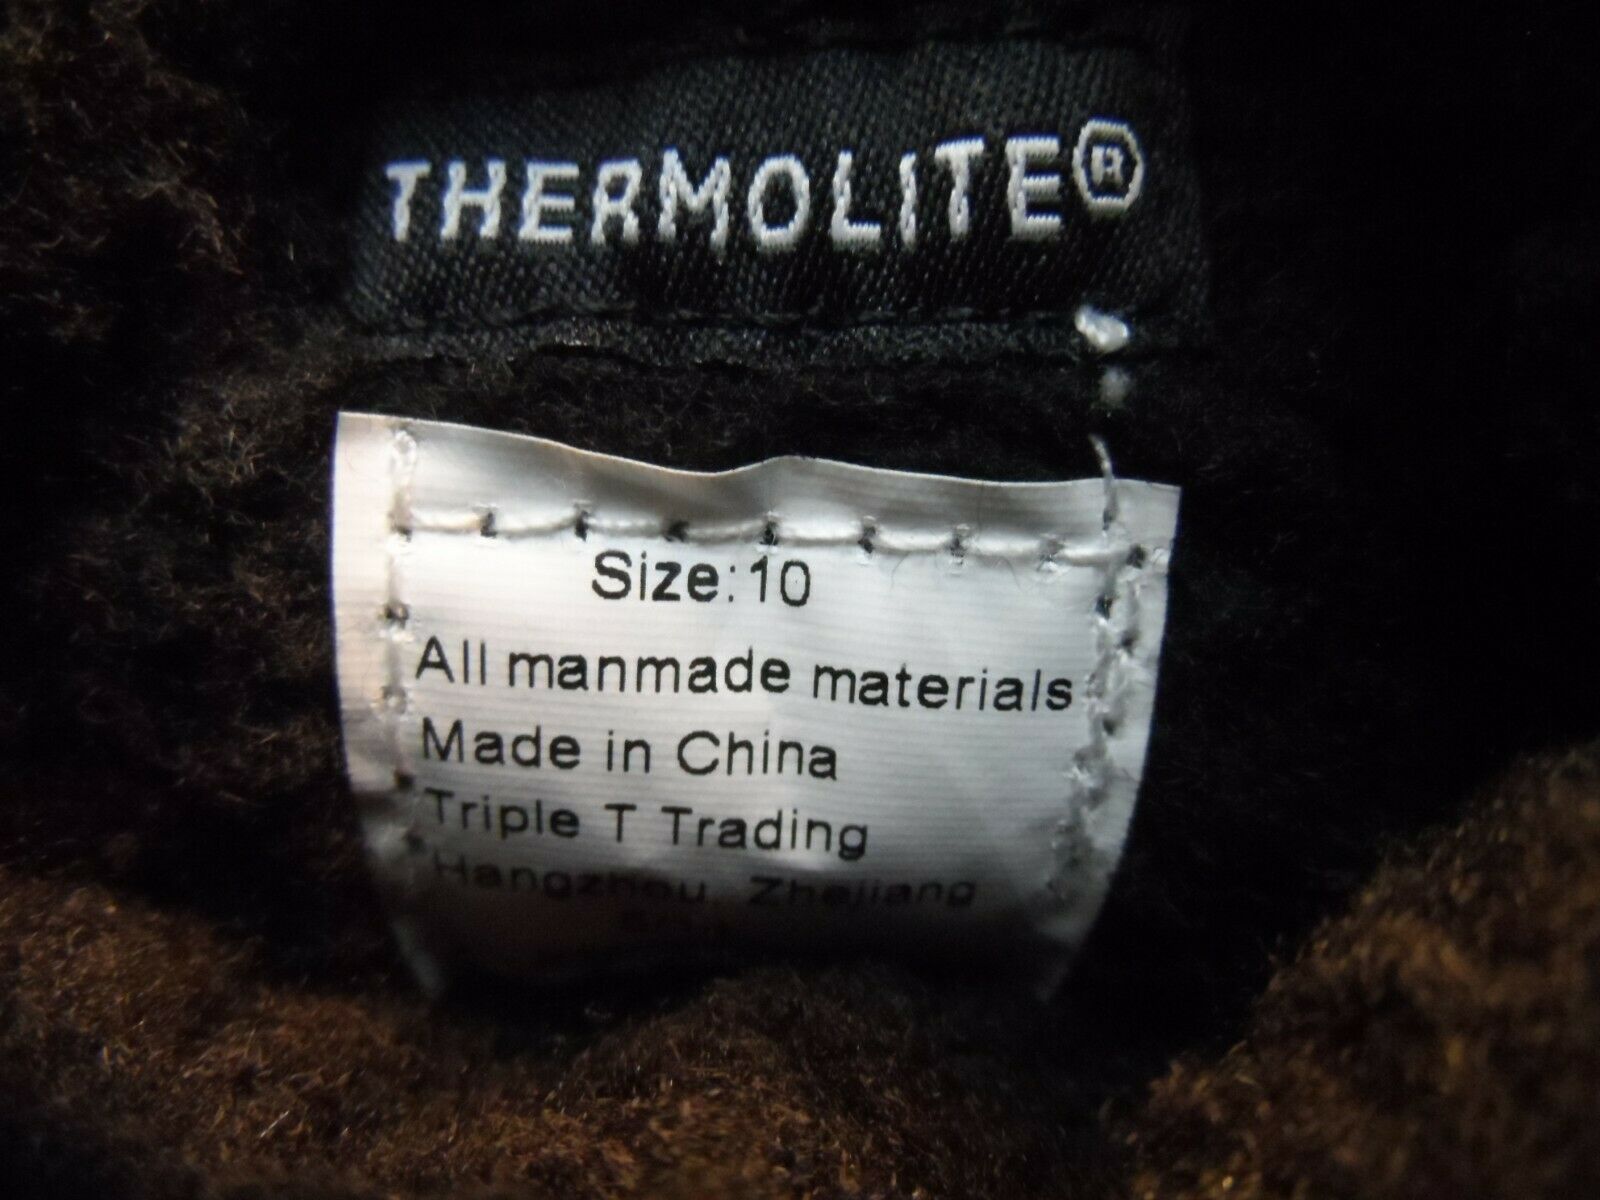 THERMOLITE®
Size:10
All manmade materials
Made in China
Triple T Trading
Hangzhou, Zhejiang